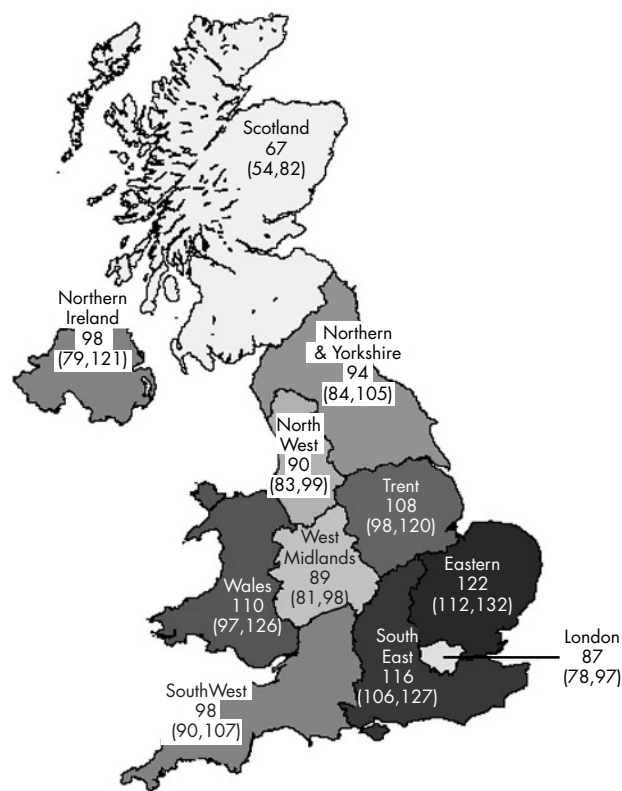 Scotland
67
(54,82)
Northern
Ireland
98
(79,121)
Northern
& Yorkshire
94
(84,105)
North
West
90
(83,99)
Trent
108
(98,120)
West
Midlands
89
(81,98)
Eastern
122
(112,132)
Wales
110
(97,126)
South
East
116
(106,127)
London
87
(78,97)
SouthWest
98
(90,107)